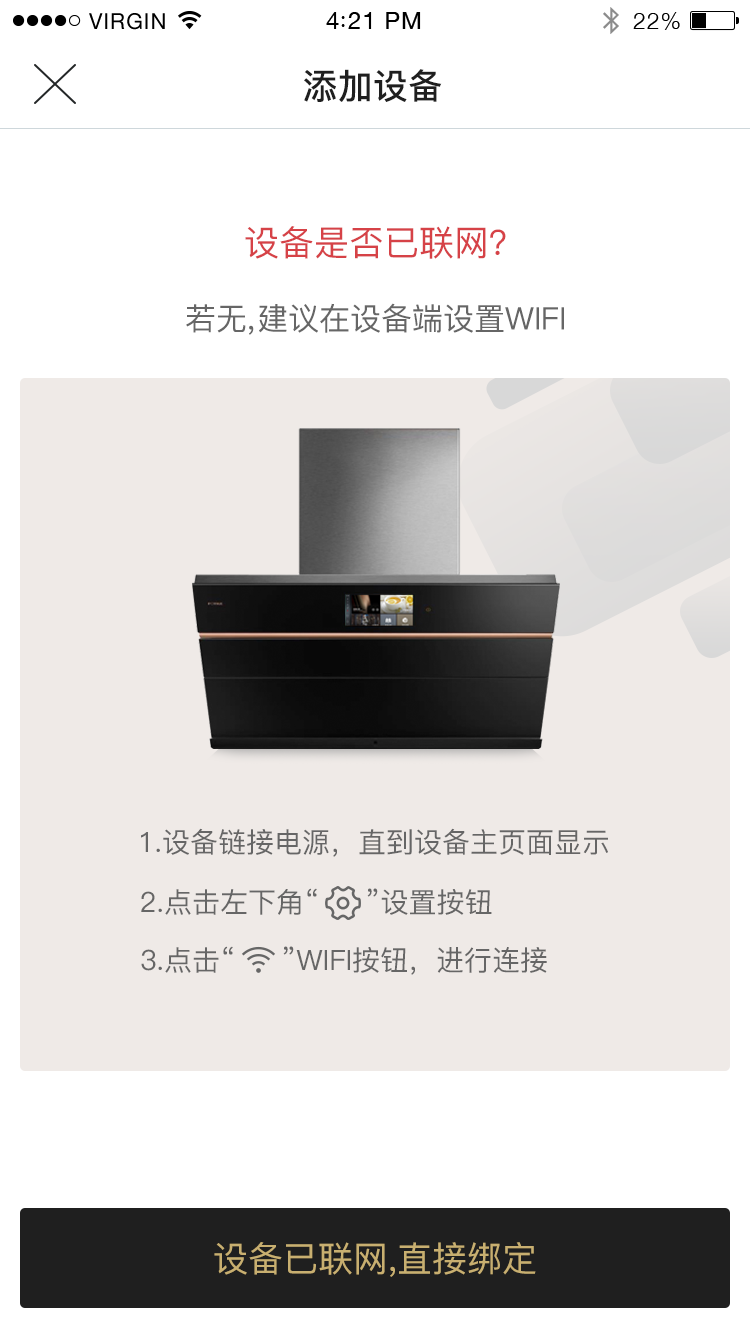 VIRGIN 4:21 PM 22%
添加设备
设备是否已联网?
若无,建议在设备端设置WIFI
1.设备链接电源，直到设备主页面显示
2.点击左下角“ ”设置按钮
3.点击“ ”WIFI按钮，进行连接
设备已联网,直接绑定